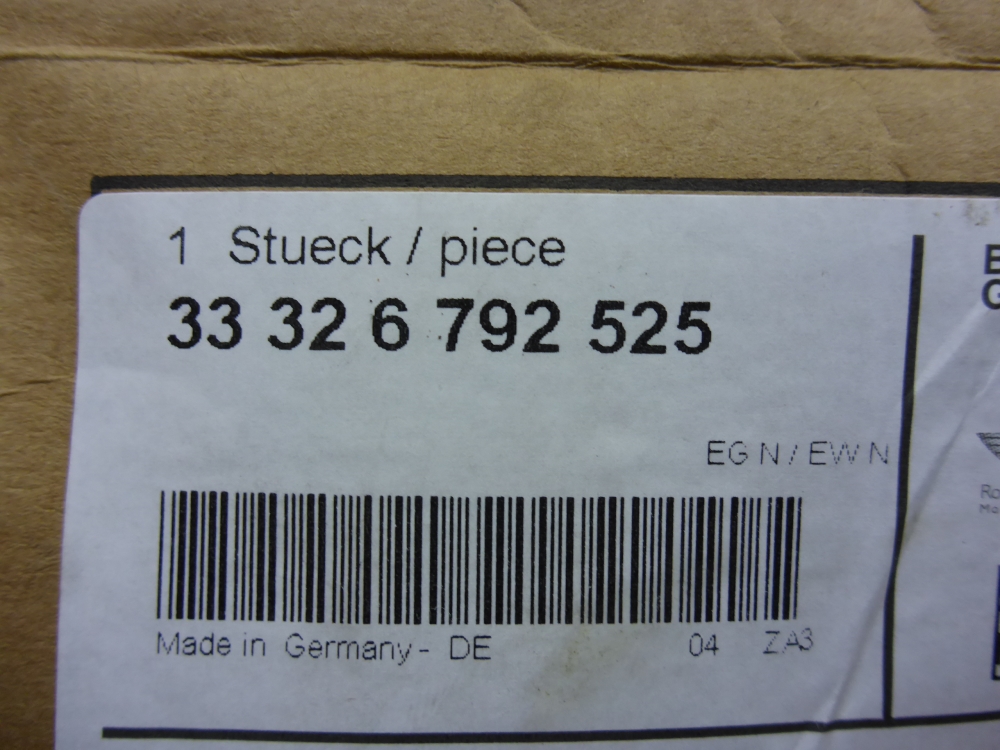 1 Stueck / piece
33 32 6 792 525
EG N / EW N
Made in Germany - DE 04 ZA3